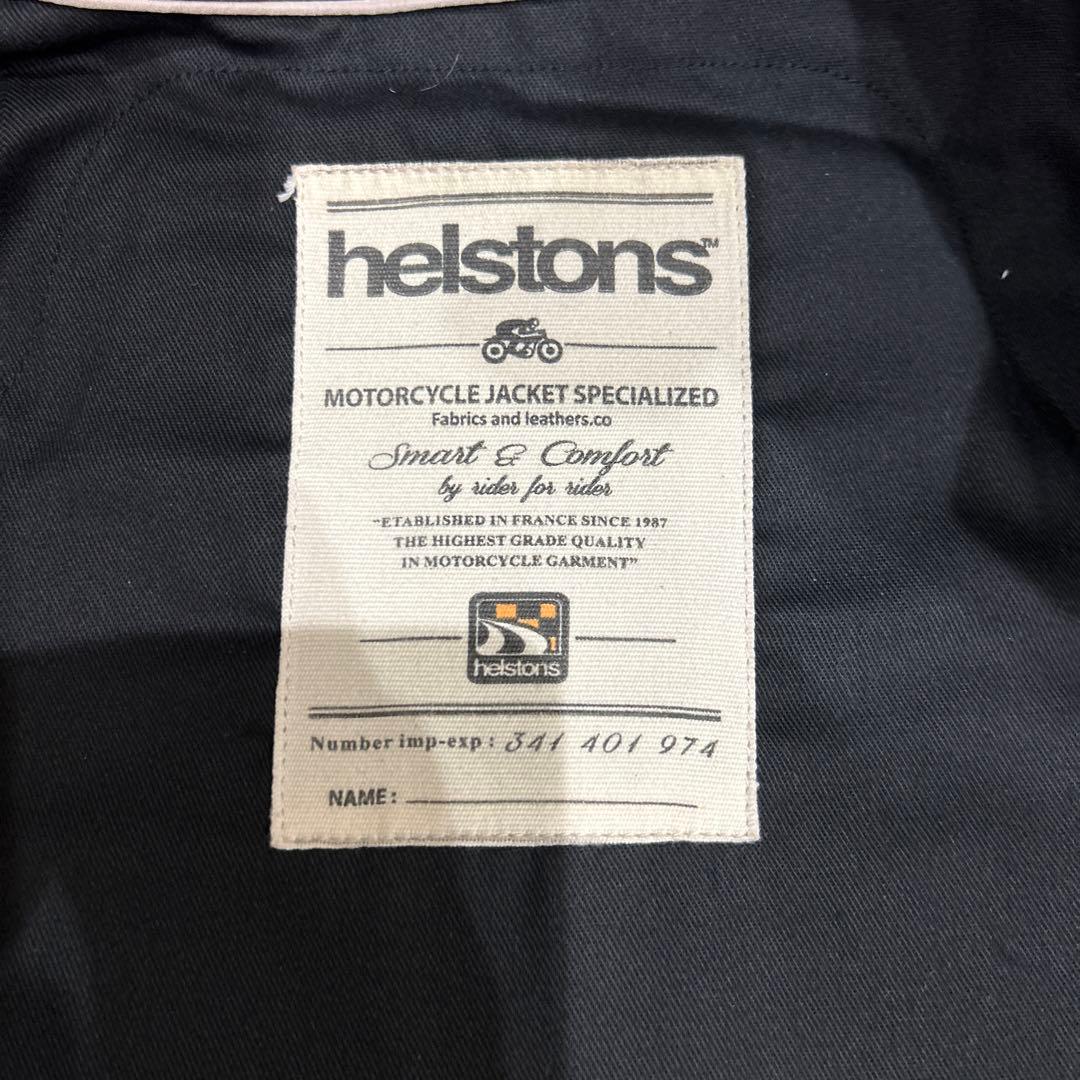 helstons™
MOTORCYCLE JACKET SPECIALIZED
Fabrics and leathers.co
Smart & Comfort
by rider for rider
"ETABLISHED IN FRANCE SINCE 1987
THE HIGHEST GRADE QUALITY
IN MOTORCYCLE GARMENT"
helstons
Number imp-exp : 341 401 974
NAME :